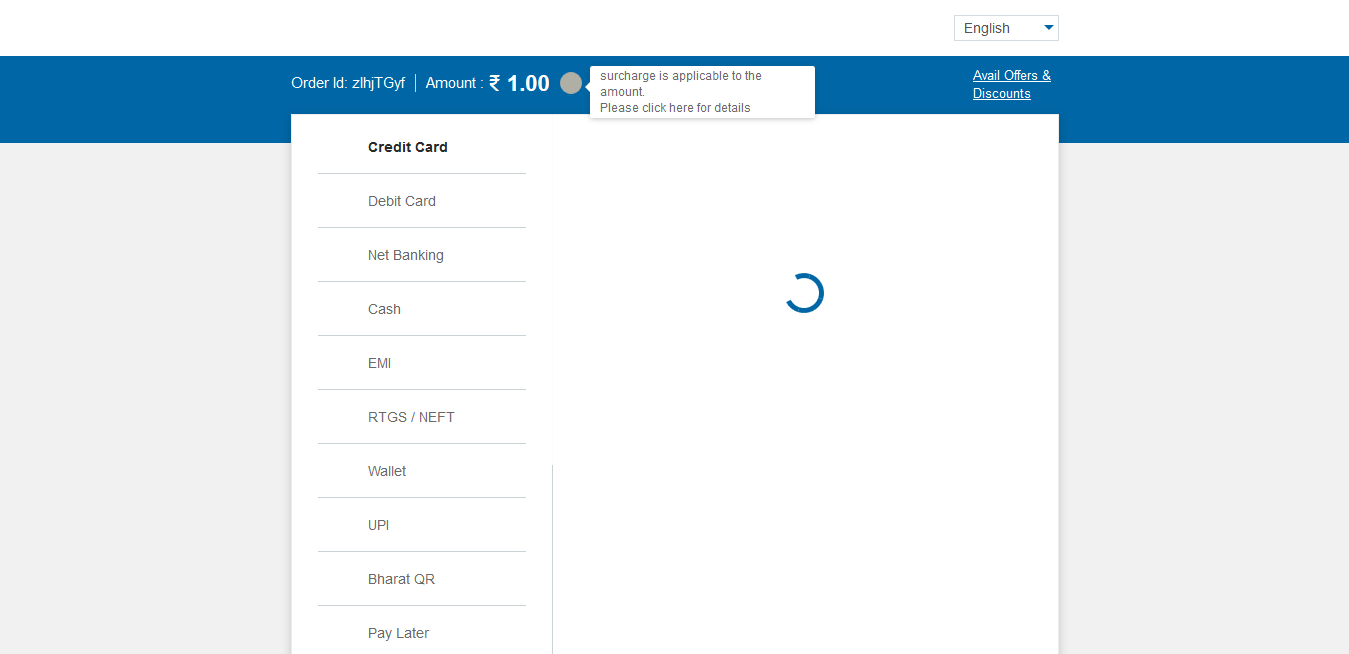 English
Order Id: zlhjTGyf
Amount : ₹ 1.00
surcharge is applicable to the
amount.
Please click here for details
Avail Offers &
Discounts
Credit Card
Debit Card
Net Banking
Cash
EMI
RTGS / NEFT
Wallet
UPI
Bharat QR
Pay Later